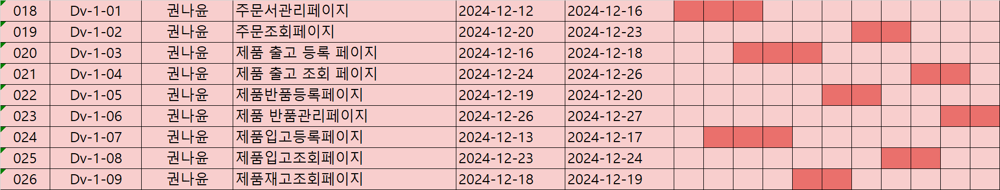 018 Dv-1-01 권나윤 주문서관리페이지 2024-12-12 2024-12-16
019 Dv-1-02 권나윤 주문조회페이지 2024-12-20 2024-12-23
020 Dv-1-03 권나윤 제품 출고 등록 페이지 2024-12-16 2024-12-18
021 Dv-1-04 권나윤 제품 출고 조회 페이지 2024-12-24 2024-12-26
022 Dv-1-05 권나윤 제품반품등록페이지 2024-12-19 2024-12-20
023 Dv-1-06 권나윤 제품 반품관리페이지 2024-12-26 2024-12-27
024 Dv-1-07 권나윤 제품입고등록페이지 2024-12-13 2024-12-17
025 Dv-1-08 권나윤 제품입고조회페이지 2024-12-23 2024-12-24
026 Dv-1-09 권나윤 제품재고조회페이지 2024-12-18 2024-12-19